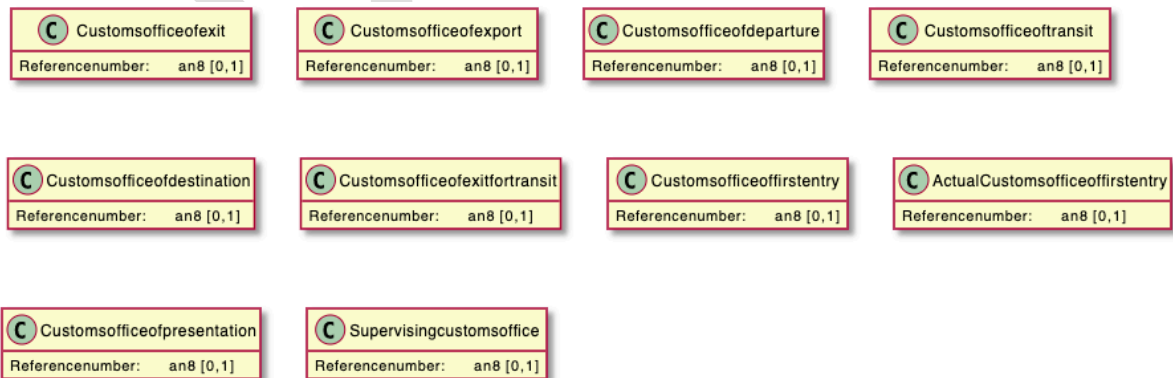 C Customsofficeofexit
Referencenumber: an8 [0,1]
C Customsofficeofexport
Referencenumber: an8 [0,1]
C Customsofficeofdeparture
Referencenumber: an8 [0,1]
C Customsofficeoftransit
Referencenumber: an8 [0,1]
C Customsofficeofdestination
Referencenumber: an8 [0,1]
C Customsofficeofexitfortransit
Referencenumber: an8 [0,1]
C Customsofficeoffirstentry
Referencenumber: an8 [0,1]
C ActualCustomsofficeoffirstentry
Referencenumber: an8 [0,1]
C Customsofficeofpresentation
Referencenumber: an8 [0,1]
C Supervisingcustomsoffice
Referencenumber: an8 [0,1]